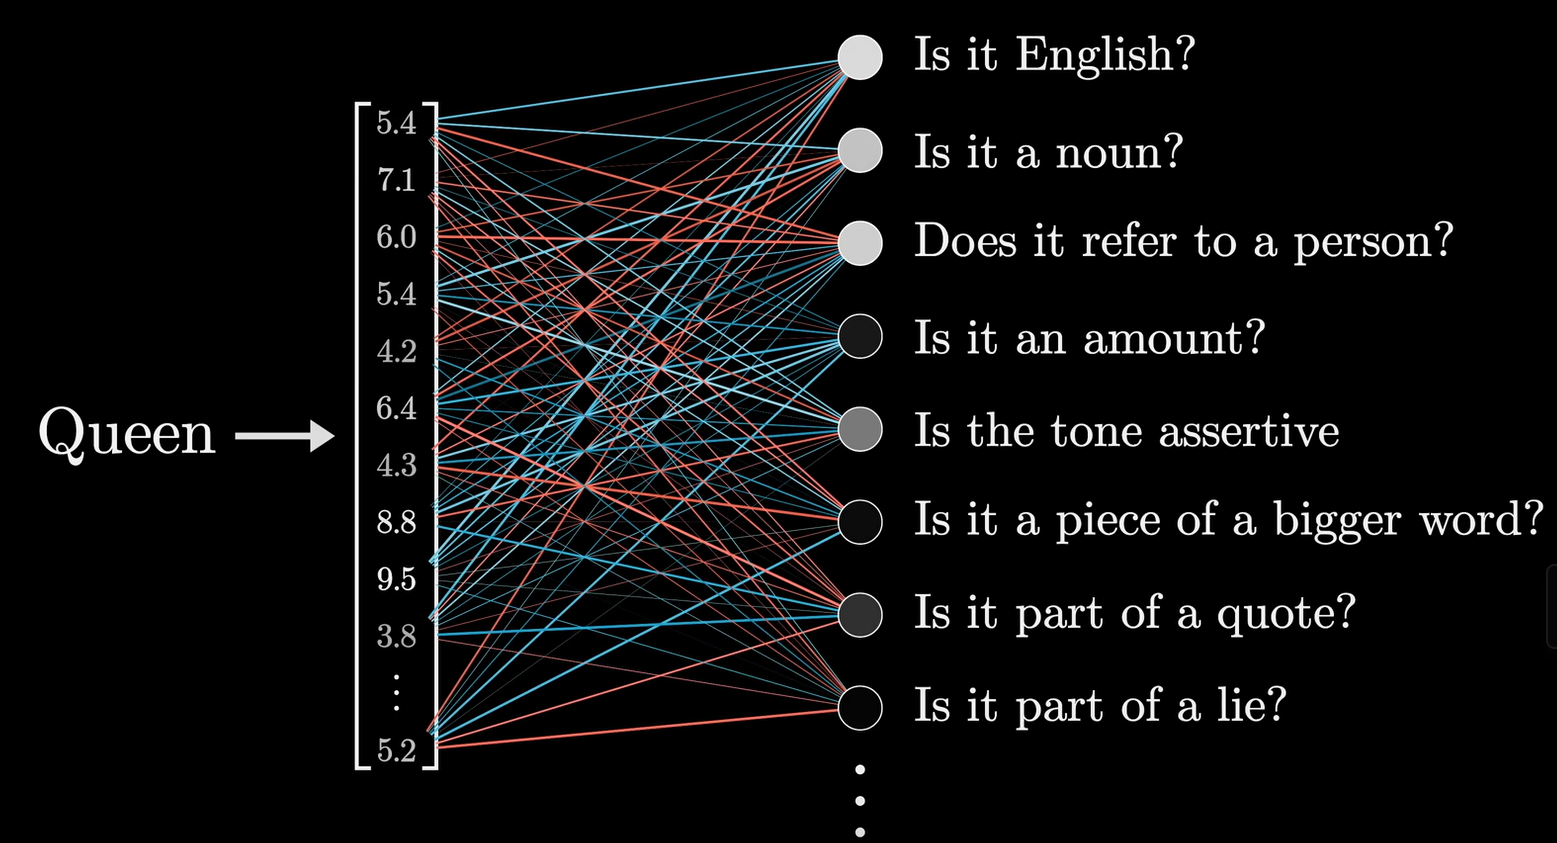 Queen
5.4
7.1
6.0
5.4
4.2
6.4
4.3
8.8
9.5
3.8
⋮
5.2
Is it English?
Is it a noun?
Does it refer to a person?
Is it an amount?
Is the tone assertive
Is it a piece of a bigger word?
Is it part of a quote?
Is it part of a lie?